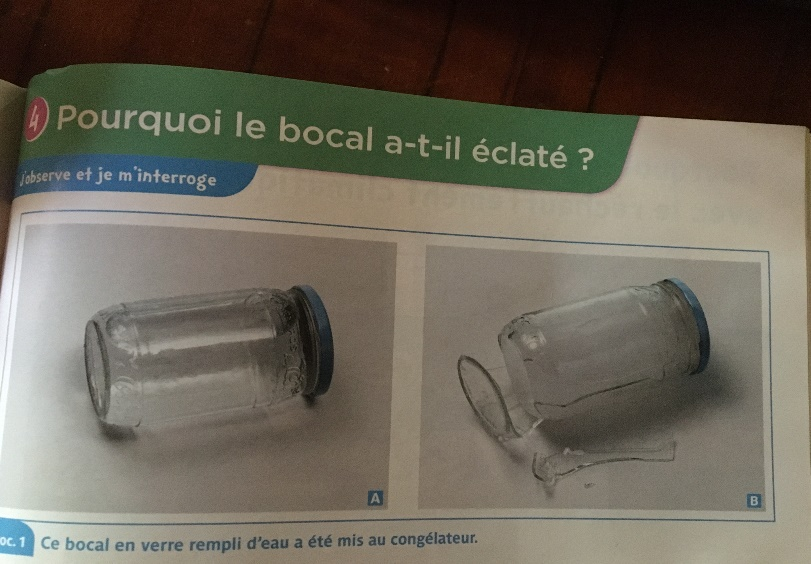 4 Pourquoi le bocal a-t-il éclaté ?
J'observe et je m'interroge
A
B
oc. 1 Ce bocal en verre rempli d'eau a été mis au congélateur.